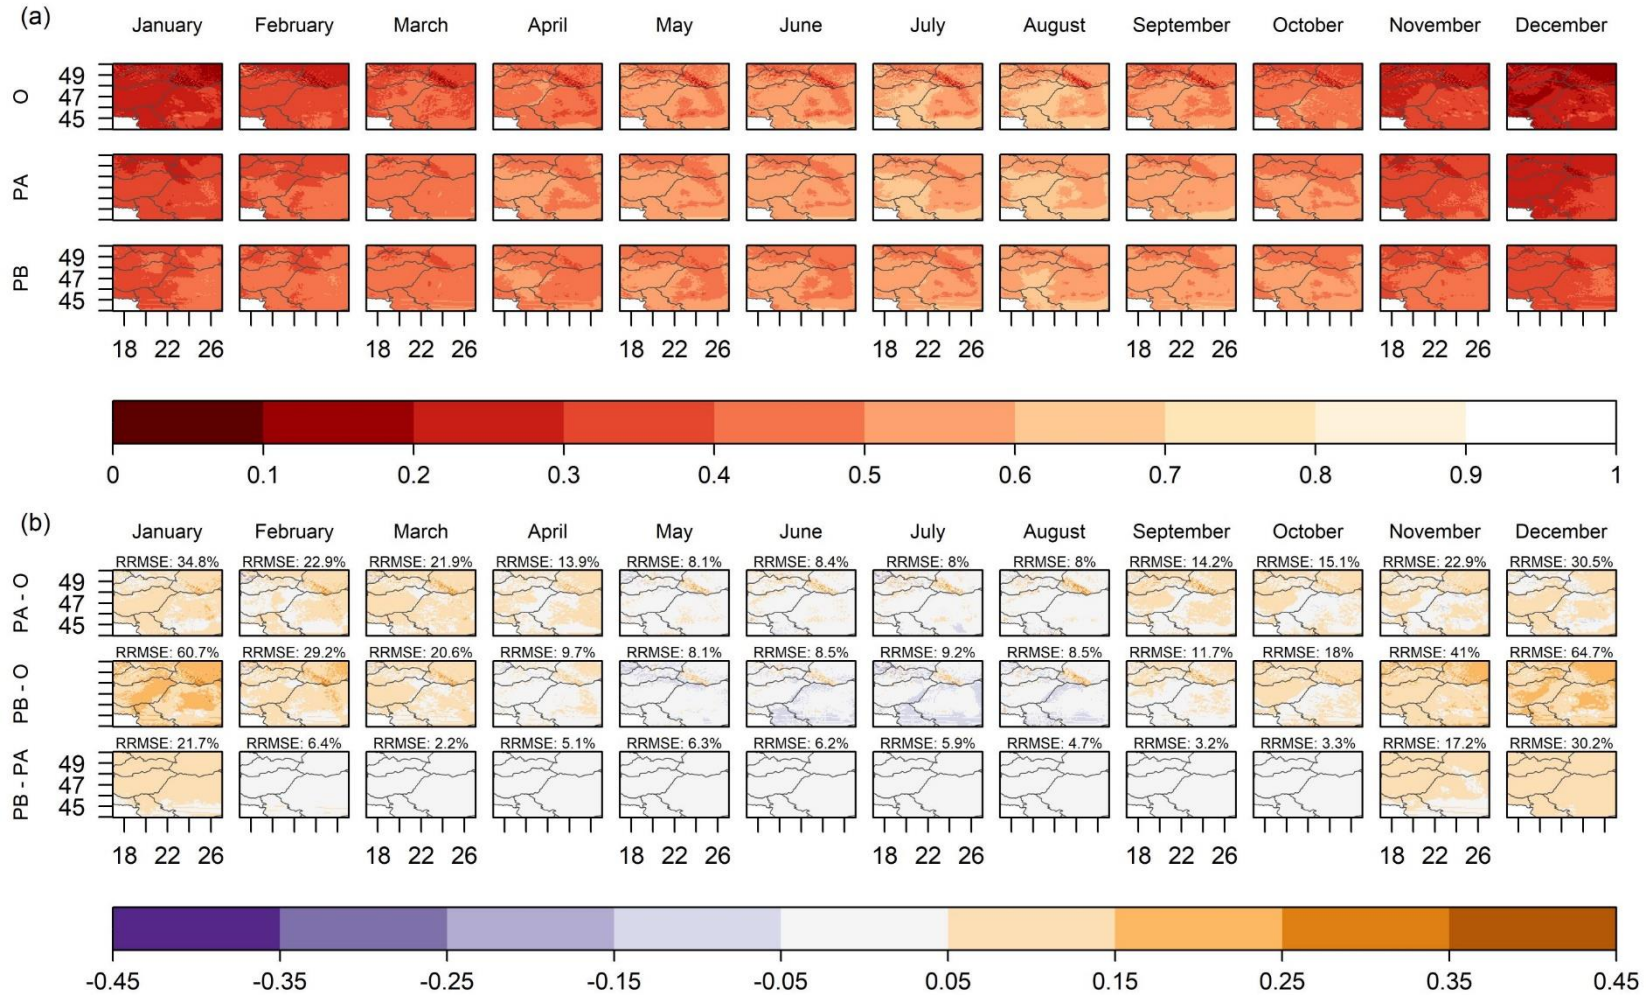 (a)
January February March April May June July August September October November December
O
49
47
45
PA
PB
49
47
45
18 22 26 18 22 26 18 22 26 18 22 26 18 22 26
0 0.1 0.2 0.3 0.4 0.5 0.6 0.7 0.8 0.9 1
(b)
January February March April May June July August September October November December
RRMSE: 34.8% RRMSE: 22.9% RRMSE: 21.9% RRMSE: 13.9% RRMSE: 8.1% RRMSE: 8.4% RRMSE: 8% RRMSE: 8% RRMSE: 14.2% RRMSE: 15.1% RRMSE: 22.9% RRMSE: 30.5%
PA - O
49
47
45
RRMSE: 60.7% RRMSE: 29.2% RRMSE: 20.6% RRMSE: 9.7% RRMSE: 8.1% RRMSE: 8.5% RRMSE: 9.2% RRMSE: 8.5% RRMSE: 11.7% RRMSE: 18% RRMSE: 41% RRMSE: 64.7%
PB - O
RRMSE: 21.7% RRMSE: 6.4% RRMSE: 2.2% RRMSE: 5.1% RRMSE: 6.3% RRMSE: 6.2% RRMSE: 5.9% RRMSE: 4.7% RRMSE: 3.2% RRMSE: 3.3% RRMSE: 17.2% RRMSE: 30.2%
PB - PA
49
47
45
18 22 26 18 22 26 18 22 26 18 22 26 18 22 26 18 22 26
-0.45 -0.35 -0.25 -0.15 -0.05 0.05 0.15 0.25 0.35 0.45